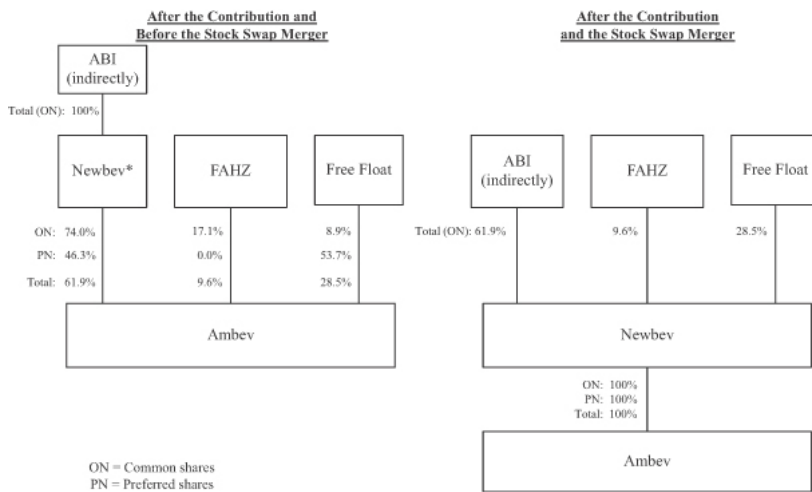 After the Contribution and
Before the Stock Swap Merger
ABI
(indirectly)
Total (ON): 100%
Newbev*
FAHZ
Free Float
ON: 74.0% 17.1% 8.9%
PN: 46.3% 0.0% 53.7%
Total: 61.9% 9.6% 28.5%
Ambev
ON = Common shares
PN = Preferred shares
After the Contribution
and the Stock Swap Merger
ABI
(indirectly)
FAHZ
Free Float
Total (ON): 61.9% 9.6% 28.5%
Newbev
ON: 100%
PN: 100%
Total: 100%
Ambev